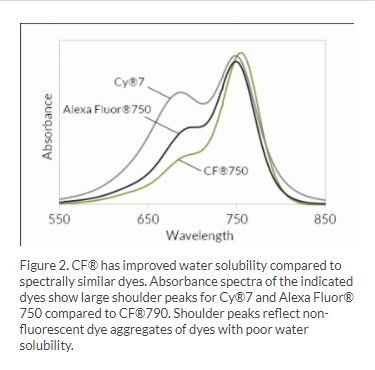 Absorbance
Cy®7
Alexa Fluor®750
CF®750
550 650 750 850
Wavelength
Figure 2. CF® has improved water solubility compared to
spectrally similar dyes. Absorbance spectra of the indicated
dyes show large shoulder peaks for Cy®7 and Alexa Fluor®
750 compared to CF®790. Shoulder peaks reflect non-
fluorescent dye aggregates of dyes with poor water
solubility.